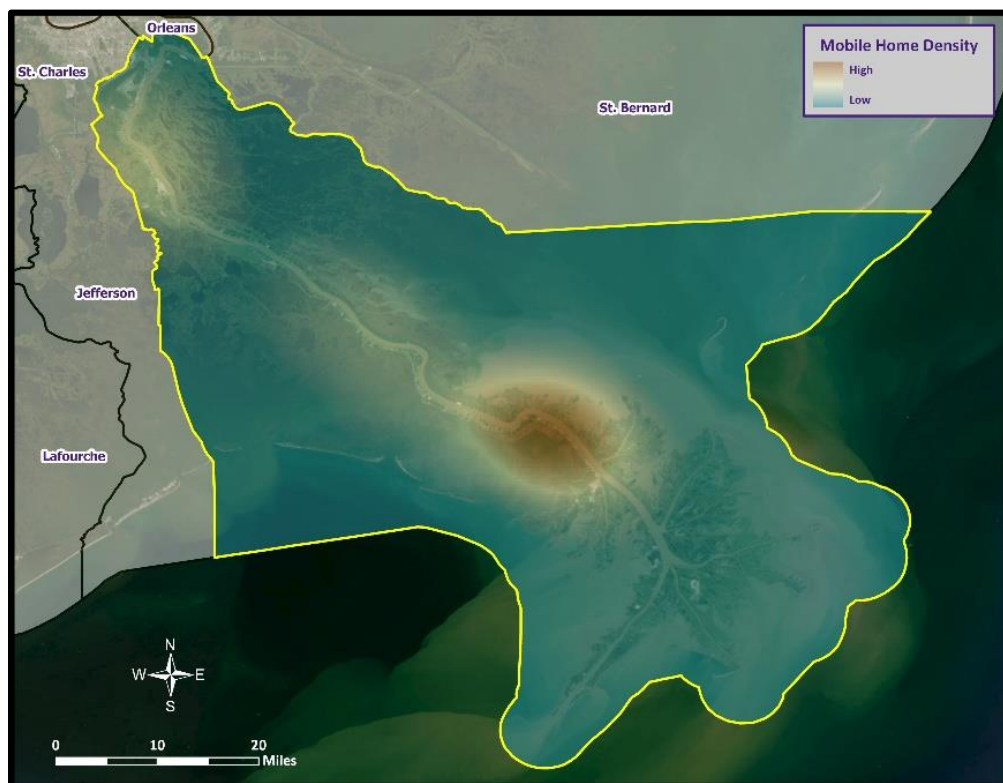 Orleans
St. Charles
St. Bernard
Mobile Home Density
High
Low
Jefferson
Lafourche
N
W E
S
0 10 20
Miles